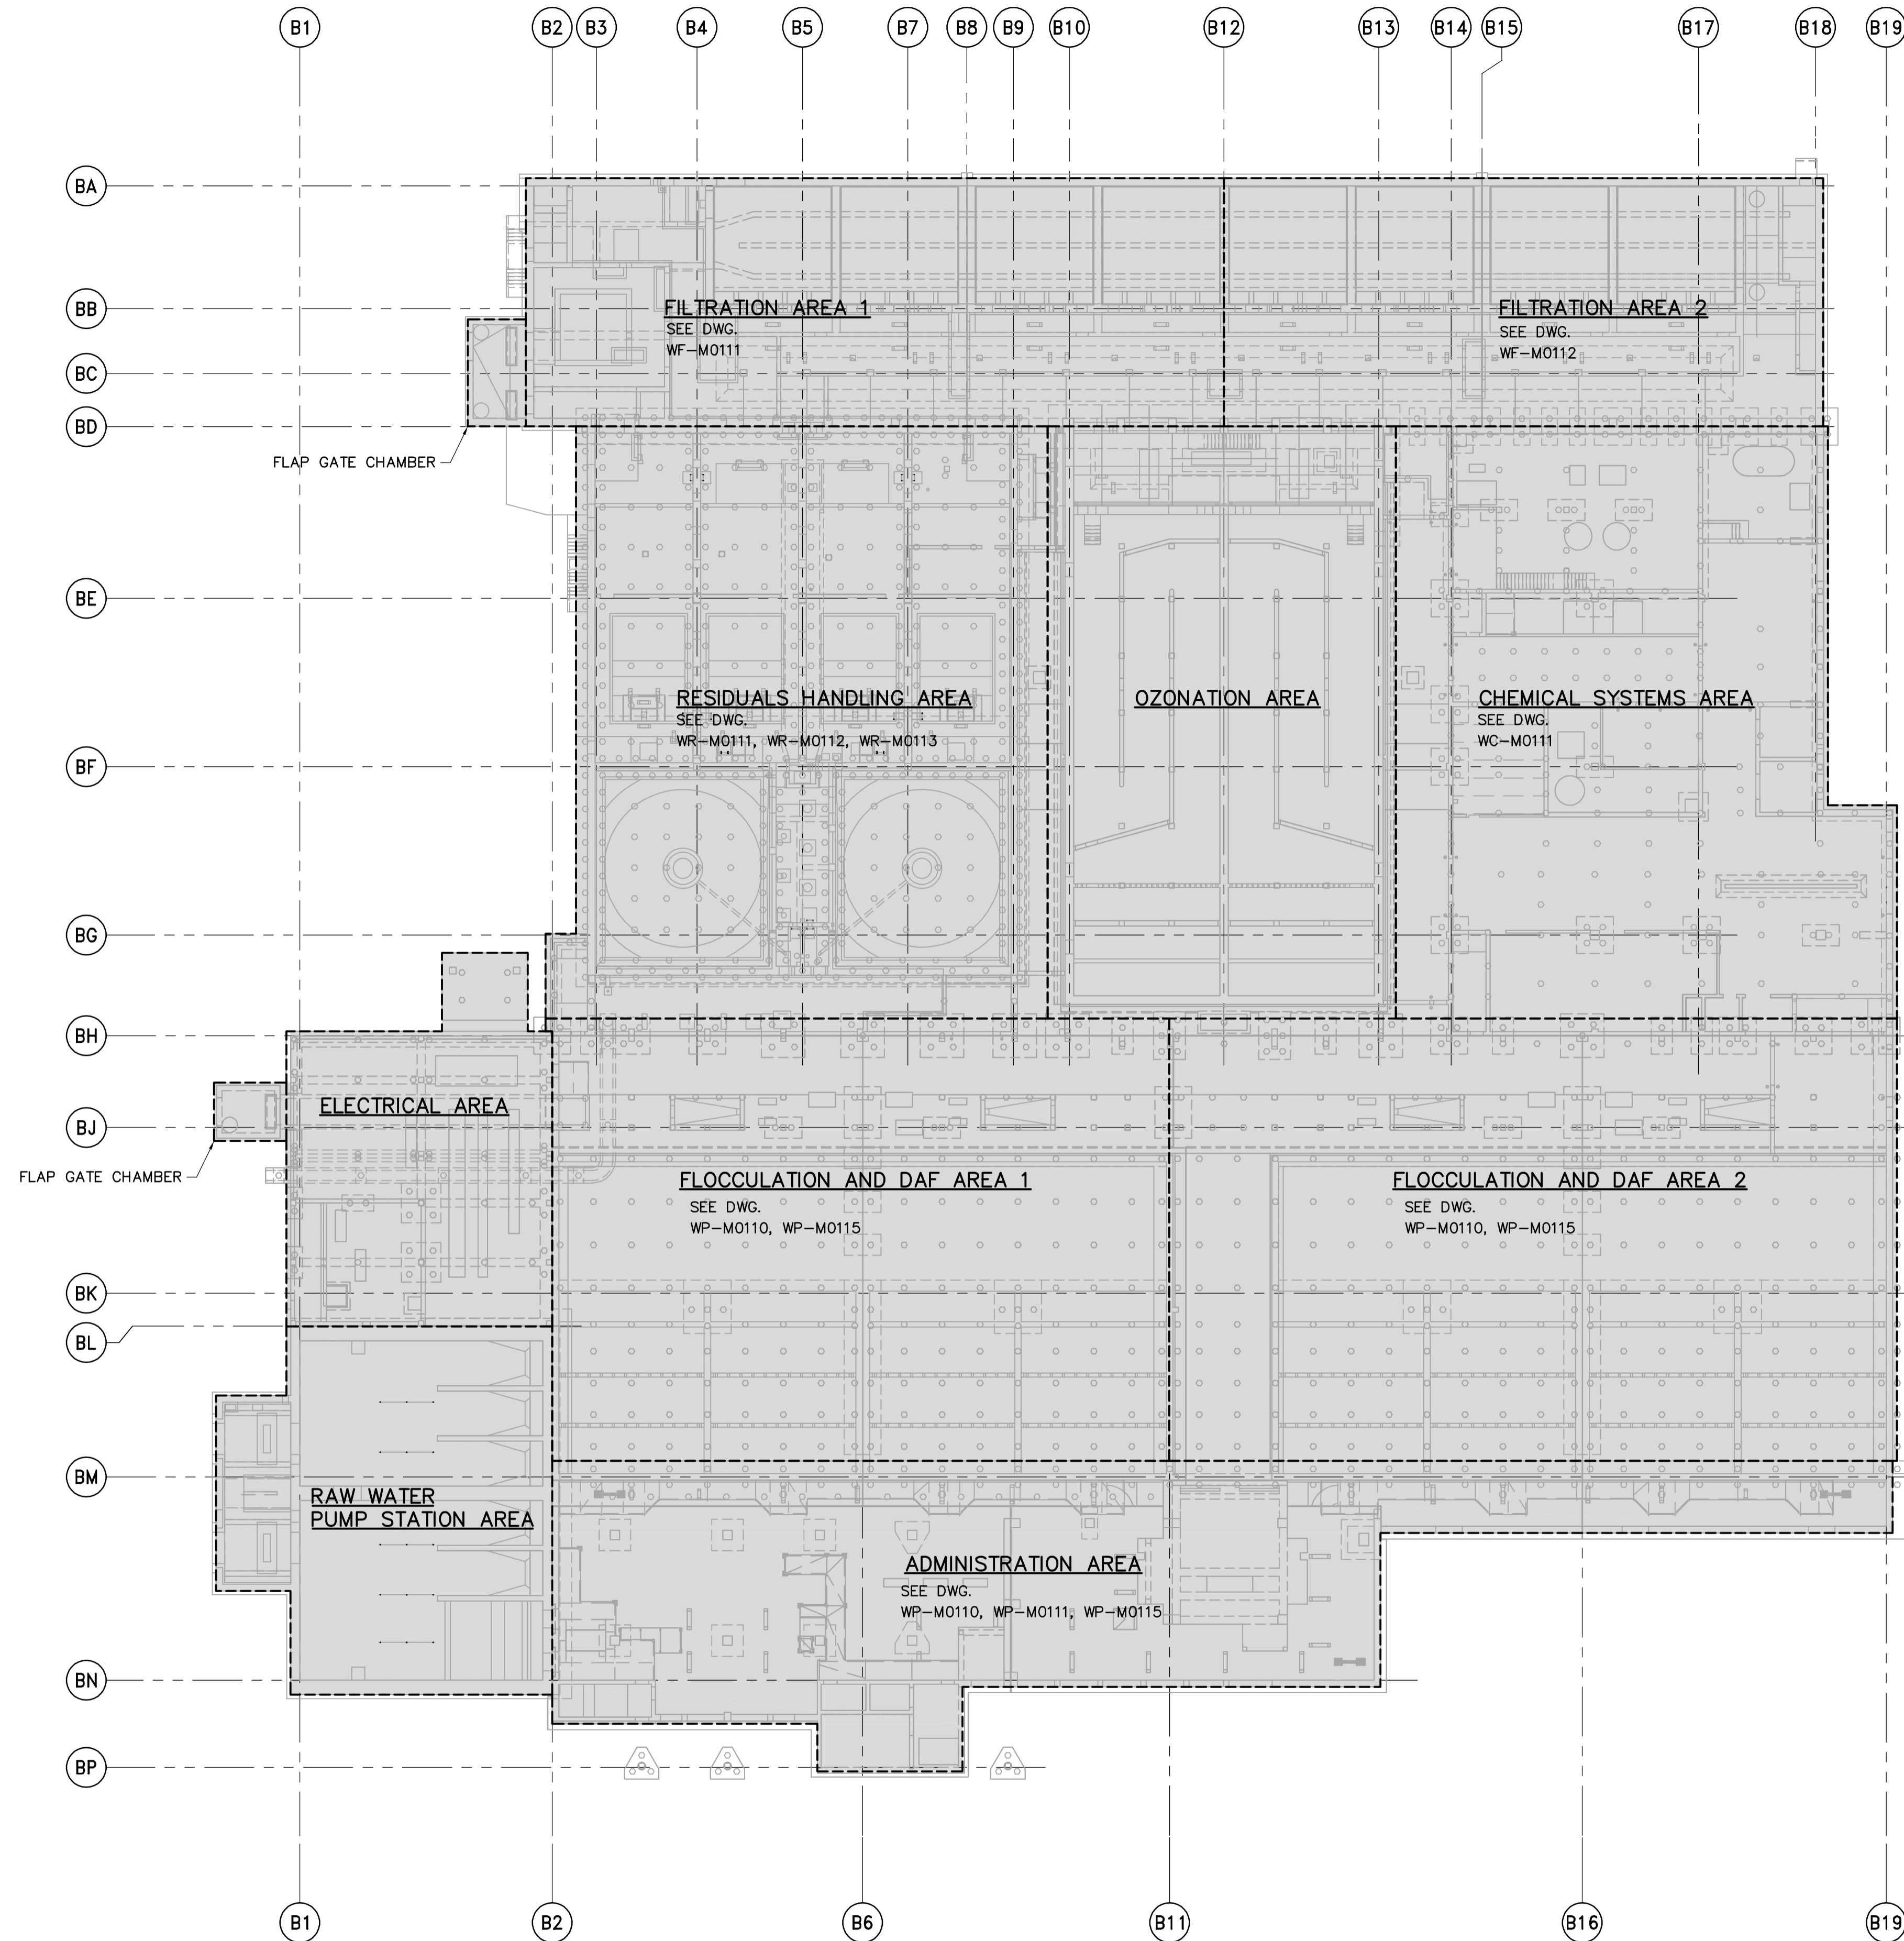 B1
B2
B3
B4
B5
B7
B8
B9
B10
B12
B13
B14
B15
B17
B18
B19
BA
BB
FILTRATION AREA 1
SEE DWG.
WF-M0111
FILTRATION AREA 2
SEE DWG.
WF-M0112
BC
BD
FLAP GATE CHAMBER
BE
RESIDUALS HANDLING AREA
SEE DWG.
WR-M0111, WR-M0112, WR-M0113
OZONATION AREA
CHEMICAL SYSTEMS AREA
SEE DWG.
WC-M0111
BF
BG
BH
ELECTRICAL AREA
BJ
FLAP GATE CHAMBER
FLOCCULATION AND DAF AREA 1
SEE DWG.
WP-M0110, WP-M0115
FLOCCULATION AND DAF AREA 2
SEE DWG.
WP-M0110, WP-M0115
BK
BL
BM
RAW WATER
PUMP STATION AREA
ADMINISTRATION AREA
SEE DWG.
WP-M0110, WP-M0111, WP-M0115
BN
BP
B1
B2
B6
B11
B16
B19